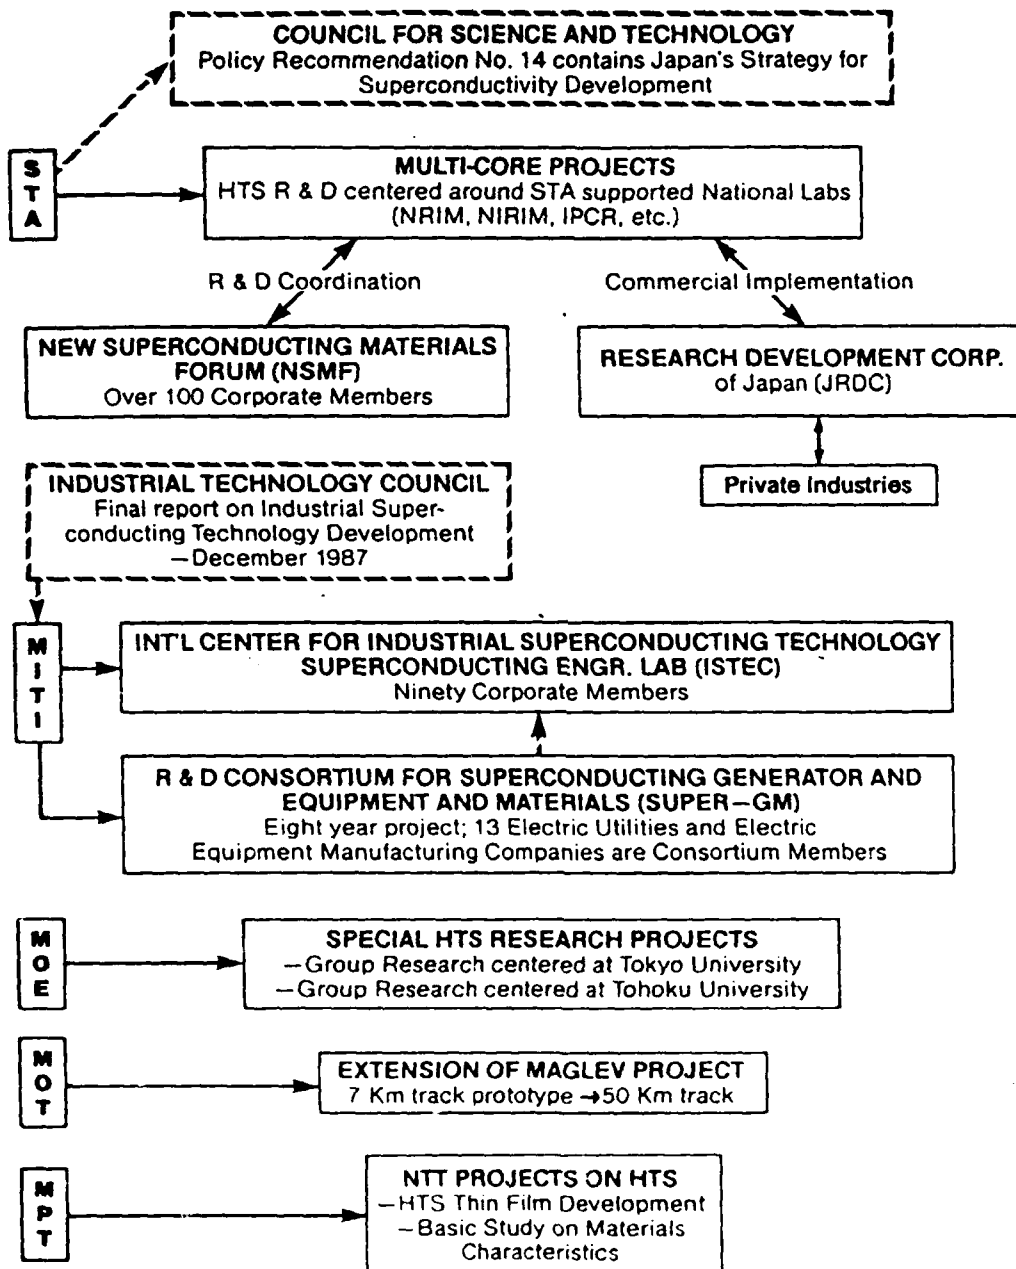 COUNCIL FOR SCIENCE AND TECHNOLOGY
Policy Recommendation No. 14 contains Japan's Strategy for
Superconductivity Development
STA
MULTI-CORE PROJECTS
HTS R & D centered around STA supported National Labs
(NRIM, NIRIM, IPCR, etc.)
R & D Coordination
Commercial Implementation
NEW SUPERCONDUCTING MATERIALS
FORUM (NSMF)
Over 100 Corporate Members
RESEARCH DEVELOPMENT CORP.
of Japan (JRDC)
Private Industries
INDUSTRIAL TECHNOLOGY COUNCIL
Final report on Industrial Super-
conducting Technology Development
—December 1987
MITI
INT'L CENTER FOR INDUSTRIAL SUPERCONDUCTING TECHNOLOGY
SUPERCONDUCTING ENGR. LAB (ISTEC)
Ninety Corporate Members
R & D CONSORTIUM FOR SUPERCONDUCTING GENERATOR AND
EQUIPMENT AND MATERIALS (SUPER—GM)
Eight year project; 13 Electric Utilities and Electric
Equipment Manufacturing Companies are Consortium Members
MOE
SPECIAL HTS RESEARCH PROJECTS
—Group Research centered at Tokyo University
—Group Research centered at Tohoku University
MOT
EXTENSION OF MAGLEV PROJECT
7 Km track prototype →50 Km track
MPT
NTT PROJECTS ON HTS
—HTS Thin Film Development
—Basic Study on Materials
Characteristics